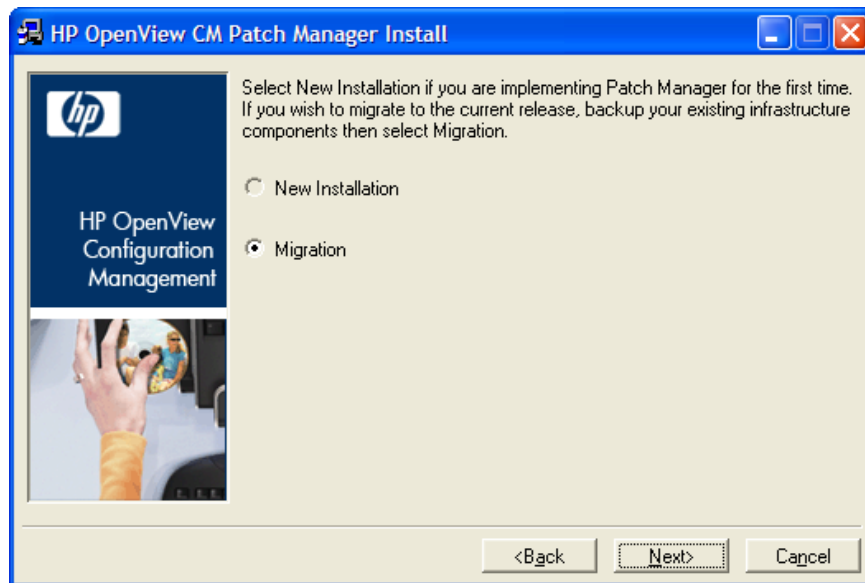 HP OpenView CM Patch Manager Install
hp
HP OpenView
Configuration
Management
Select New Installation if you are implementing Patch Manager for the first time.
If you wish to migrate to the current release, backup your existing infrastructure
components then select Migration.
New Installation
Migration
<Back
Next>
Cancel